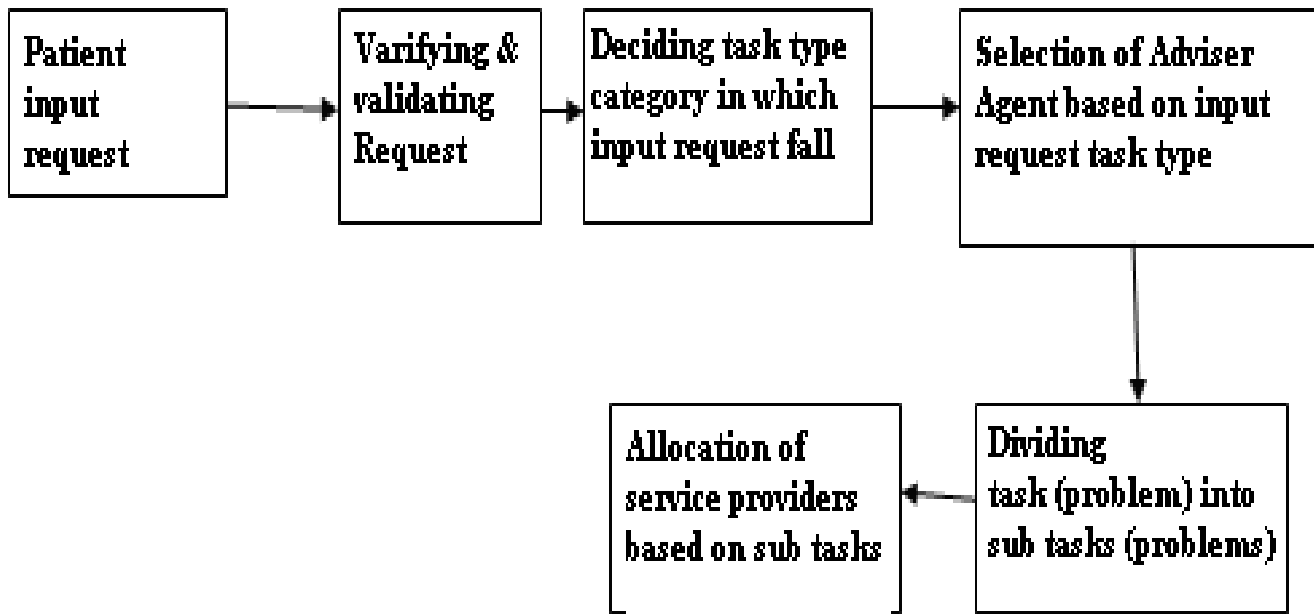 Patient
input
request
Varifying &
validating
Request
Deciding task type
category in which
input request fall
Selection of Adviser
Agent based on input
request task type
Dividing
task (problem) into
sub tasks (problems)
Allocation of
service providers
based on sub tasks